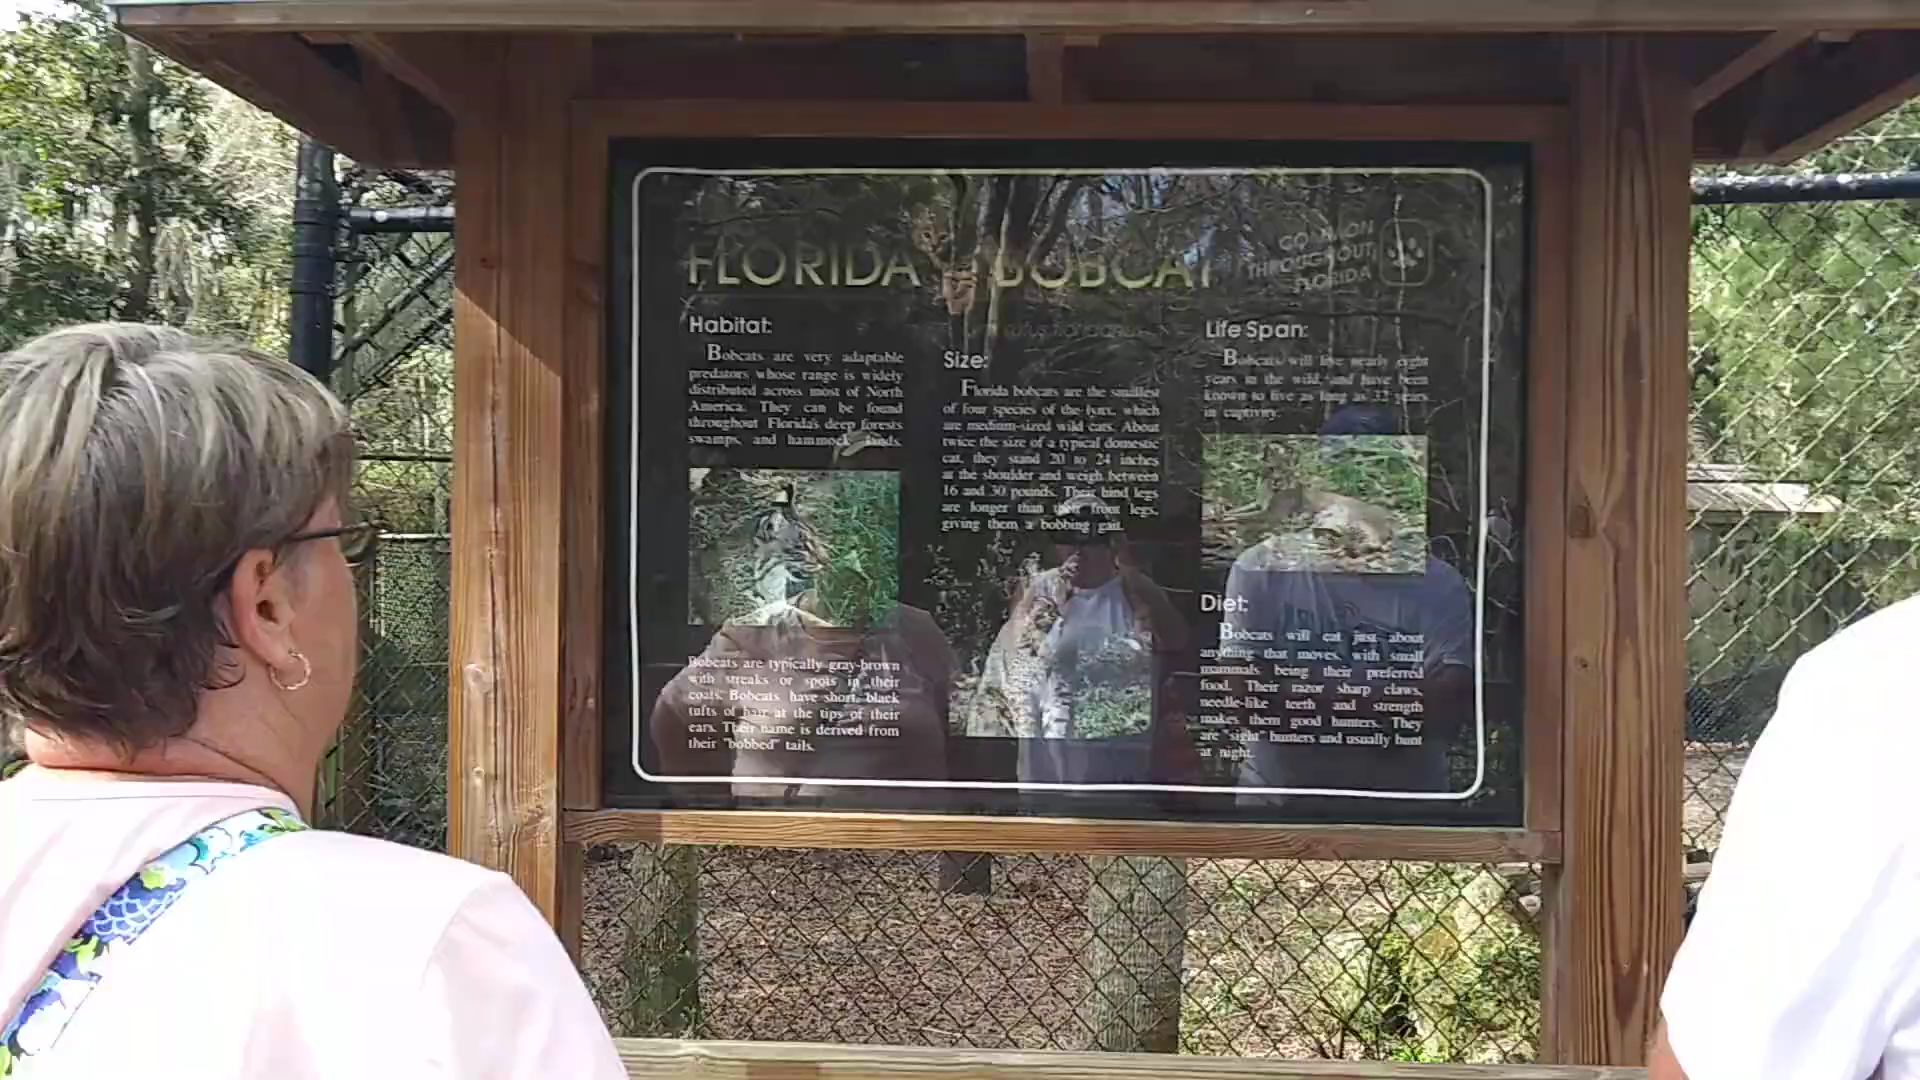 FLORIDA BOBCAT
COMMON
THROUGHOUT
FLORIDA
Habitat:
Bobcats are very adaptable
predators whose range is widely
distributed across most of North
America. They can be found
throughout Florida's deep forests
swamps, and hammock lands.
Bobcats are typically gray-brown
with streaks or spots in their
coats. Bobcats have short, black
tufts of hair at the tips of their
ears. Their name is derived from
their "bobbed" tails.
Size:
Florida bobcats are the smallest
of four species of the lynx, which
are medium-sized wild cats. About
twice the size of a typical domestic
cat, they stand 20 to 24 inches
at the shoulder and weigh between
16 and 30 pounds. Their hind legs
are longer than their front legs,
giving them a bobbing gait.
Life Span:
Bobcats will live nearly eight
years in the wild, and have been
known to live as long as 32 years
in captivity.
Diet:
Bobcats will eat just about
anything that moves, with small
mammals being their preferred
food. Their razor sharp claws,
needle-like teeth and strength
makes them good hunters. They
are "sight" hunters and usually hunt
at night.